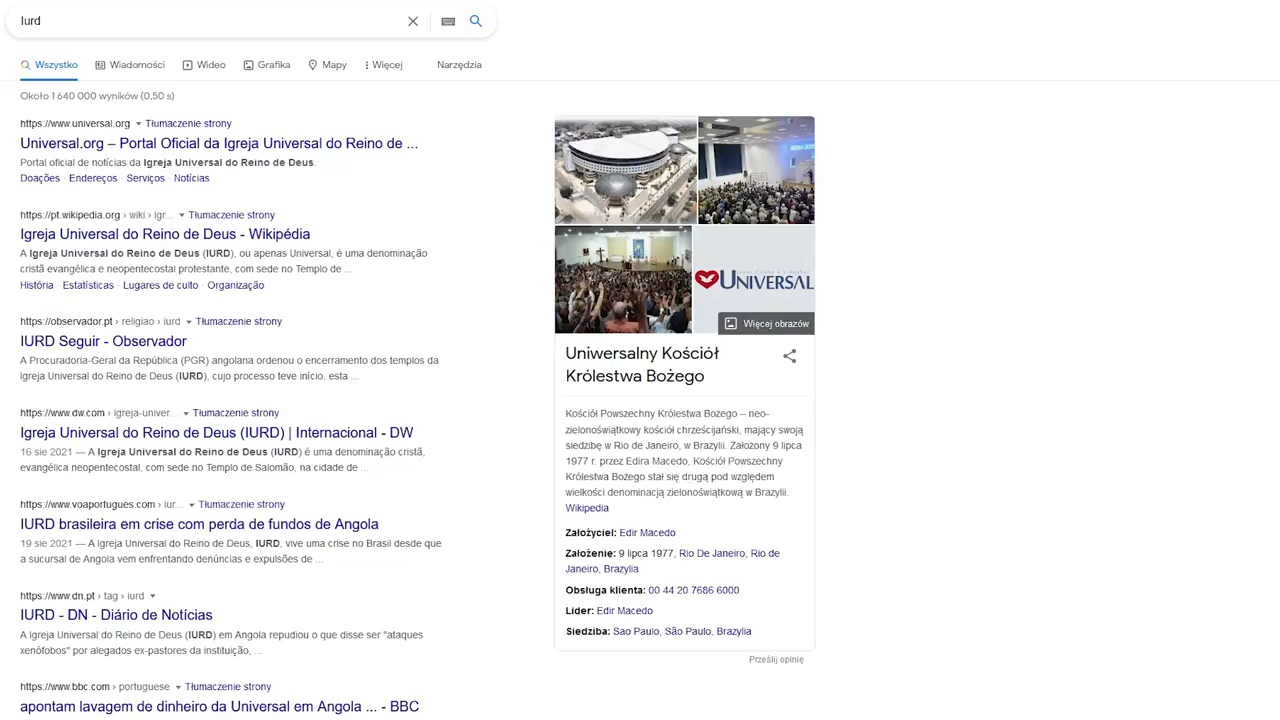 Iurd
Wszystko
Wiadomości
Wideo
Grafika
Mapy
Więcej
Narzędzia
Około 1 640 000 wyników (0,50 s)
https://www.universal.org Tłumaczenie strony
Universal.org – Portal Oficial da Igreja Universal do Reino de ...
Portal oficial de notícias da Igreja Universal do Reino de Deus.
Doações · Endereços · Serviços · Notícias
https://pt.wikipedia.org › wiki › Igr... Tłumaczenie strony
Igreja Universal do Reino de Deus - Wikipédia
A Igreja Universal do Reino de Deus (IURD), ou apenas Universal, é uma denominação
cristã evangélica e neopentecostal protestante, com sede no Templo de ...
História · Estatísticas · Lugares de culto · Organização
https://observador.pt › religiao › iurd Tłumaczenie strony
IURD Seguir - Observador
A Procuradoria-Geral da República (PGR) angolana ordenou o encerramento dos templos da
Igreja Universal do Reino de Deus (IURD), cujo processo teve início, esta ...
https://www.dw.com › igreja-univer... Tłumaczenie strony
Igreja Universal do Reino de Deus (IURD) | Internacional - DW
16 sie 2021 — A Igreja Universal do Reino de Deus (IURD) é uma denominação cristã,
evangélica neopentecostal, com sede no Templo de Salomão, na cidade de ...
https://www.voaportugues.com › iur... Tłumaczenie strony
IURD brasileira em crise com perda de fundos de Angola
19 sie 2021 — A Igreja Universal do Reino de Deus, IURD, vive uma crise no Brasil desde que
a sucursal de Angola vem enfrentando denúncias e expulsões de ...
https://www.dn.pt › tag › iurd
IURD - DN - Diário de Notícias
A Igreja Universal do Reino de Deus (IURD) em Angola repudiou o que disse ser "ataques
xenófobos" por alegados ex-pastores da instituição, ...
https://www.bbc.com › portuguese Tłumaczenie strony
apontam lavagem de dinheiro da Universal em Angola ... - BBC
UNIVERSAL
Więcej obrazów
Uniwersalny Kościół
Królestwa Bożego
Kościół Powszechny Królestwa Bożego – neo-
zielonoświątkowy kościół chrześcijański, mający swoją
siedzibę w Rio de Janeiro, w Brazylii. Założony 9 lipca
1977 r. przez Edira Macedo, Kościół Powszechny
Królestwa Bożego stał się drugą pod względem
wielkości denominacją zielonoświątkową w Brazylii.
Wikipedia
Założyciel: Edir Macedo
Założenie: 9 lipca 1977, Rio De Janeiro, Rio de
Janeiro, Brazylia
Obsługa klienta: 00 44 20 7686 6000
Lider: Edir Macedo
Siedziba: Sao Paulo, São Paulo, Brazylia
Prześlij opinię